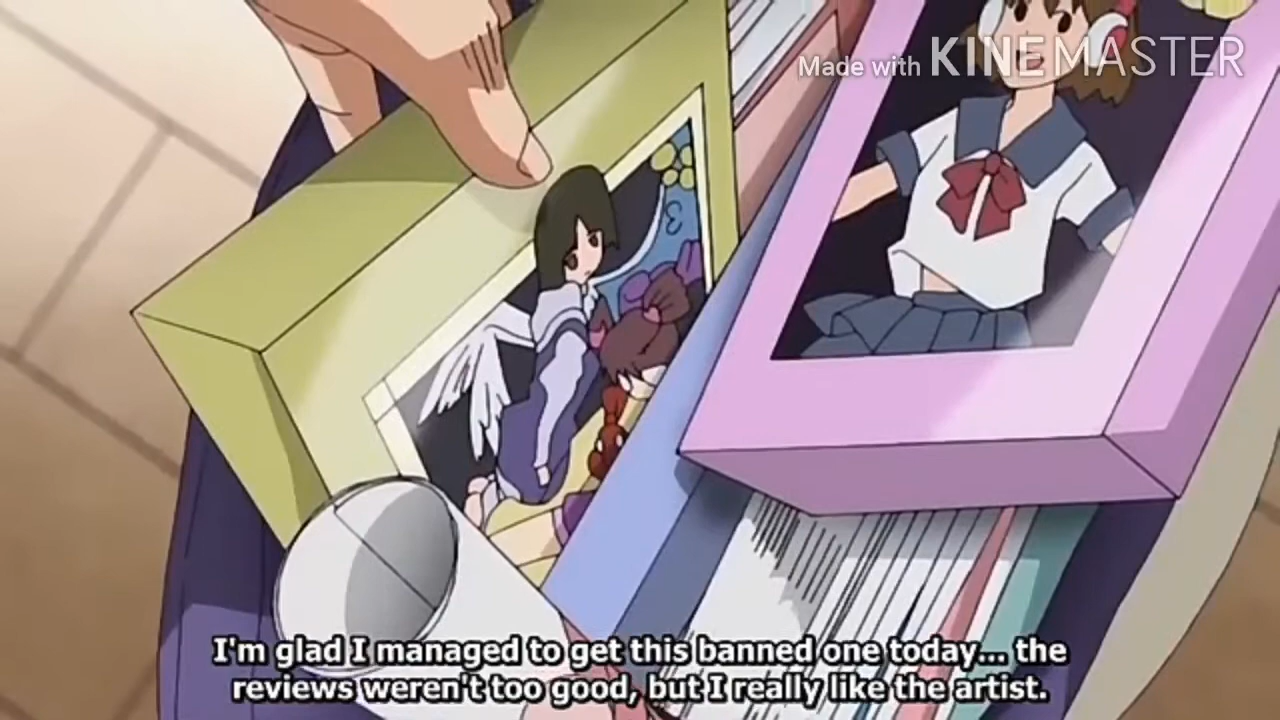 Made with KINEMASTER
I'm glad I managed to get this banned one today... the
reviews weren't too good, but I really like the artist.